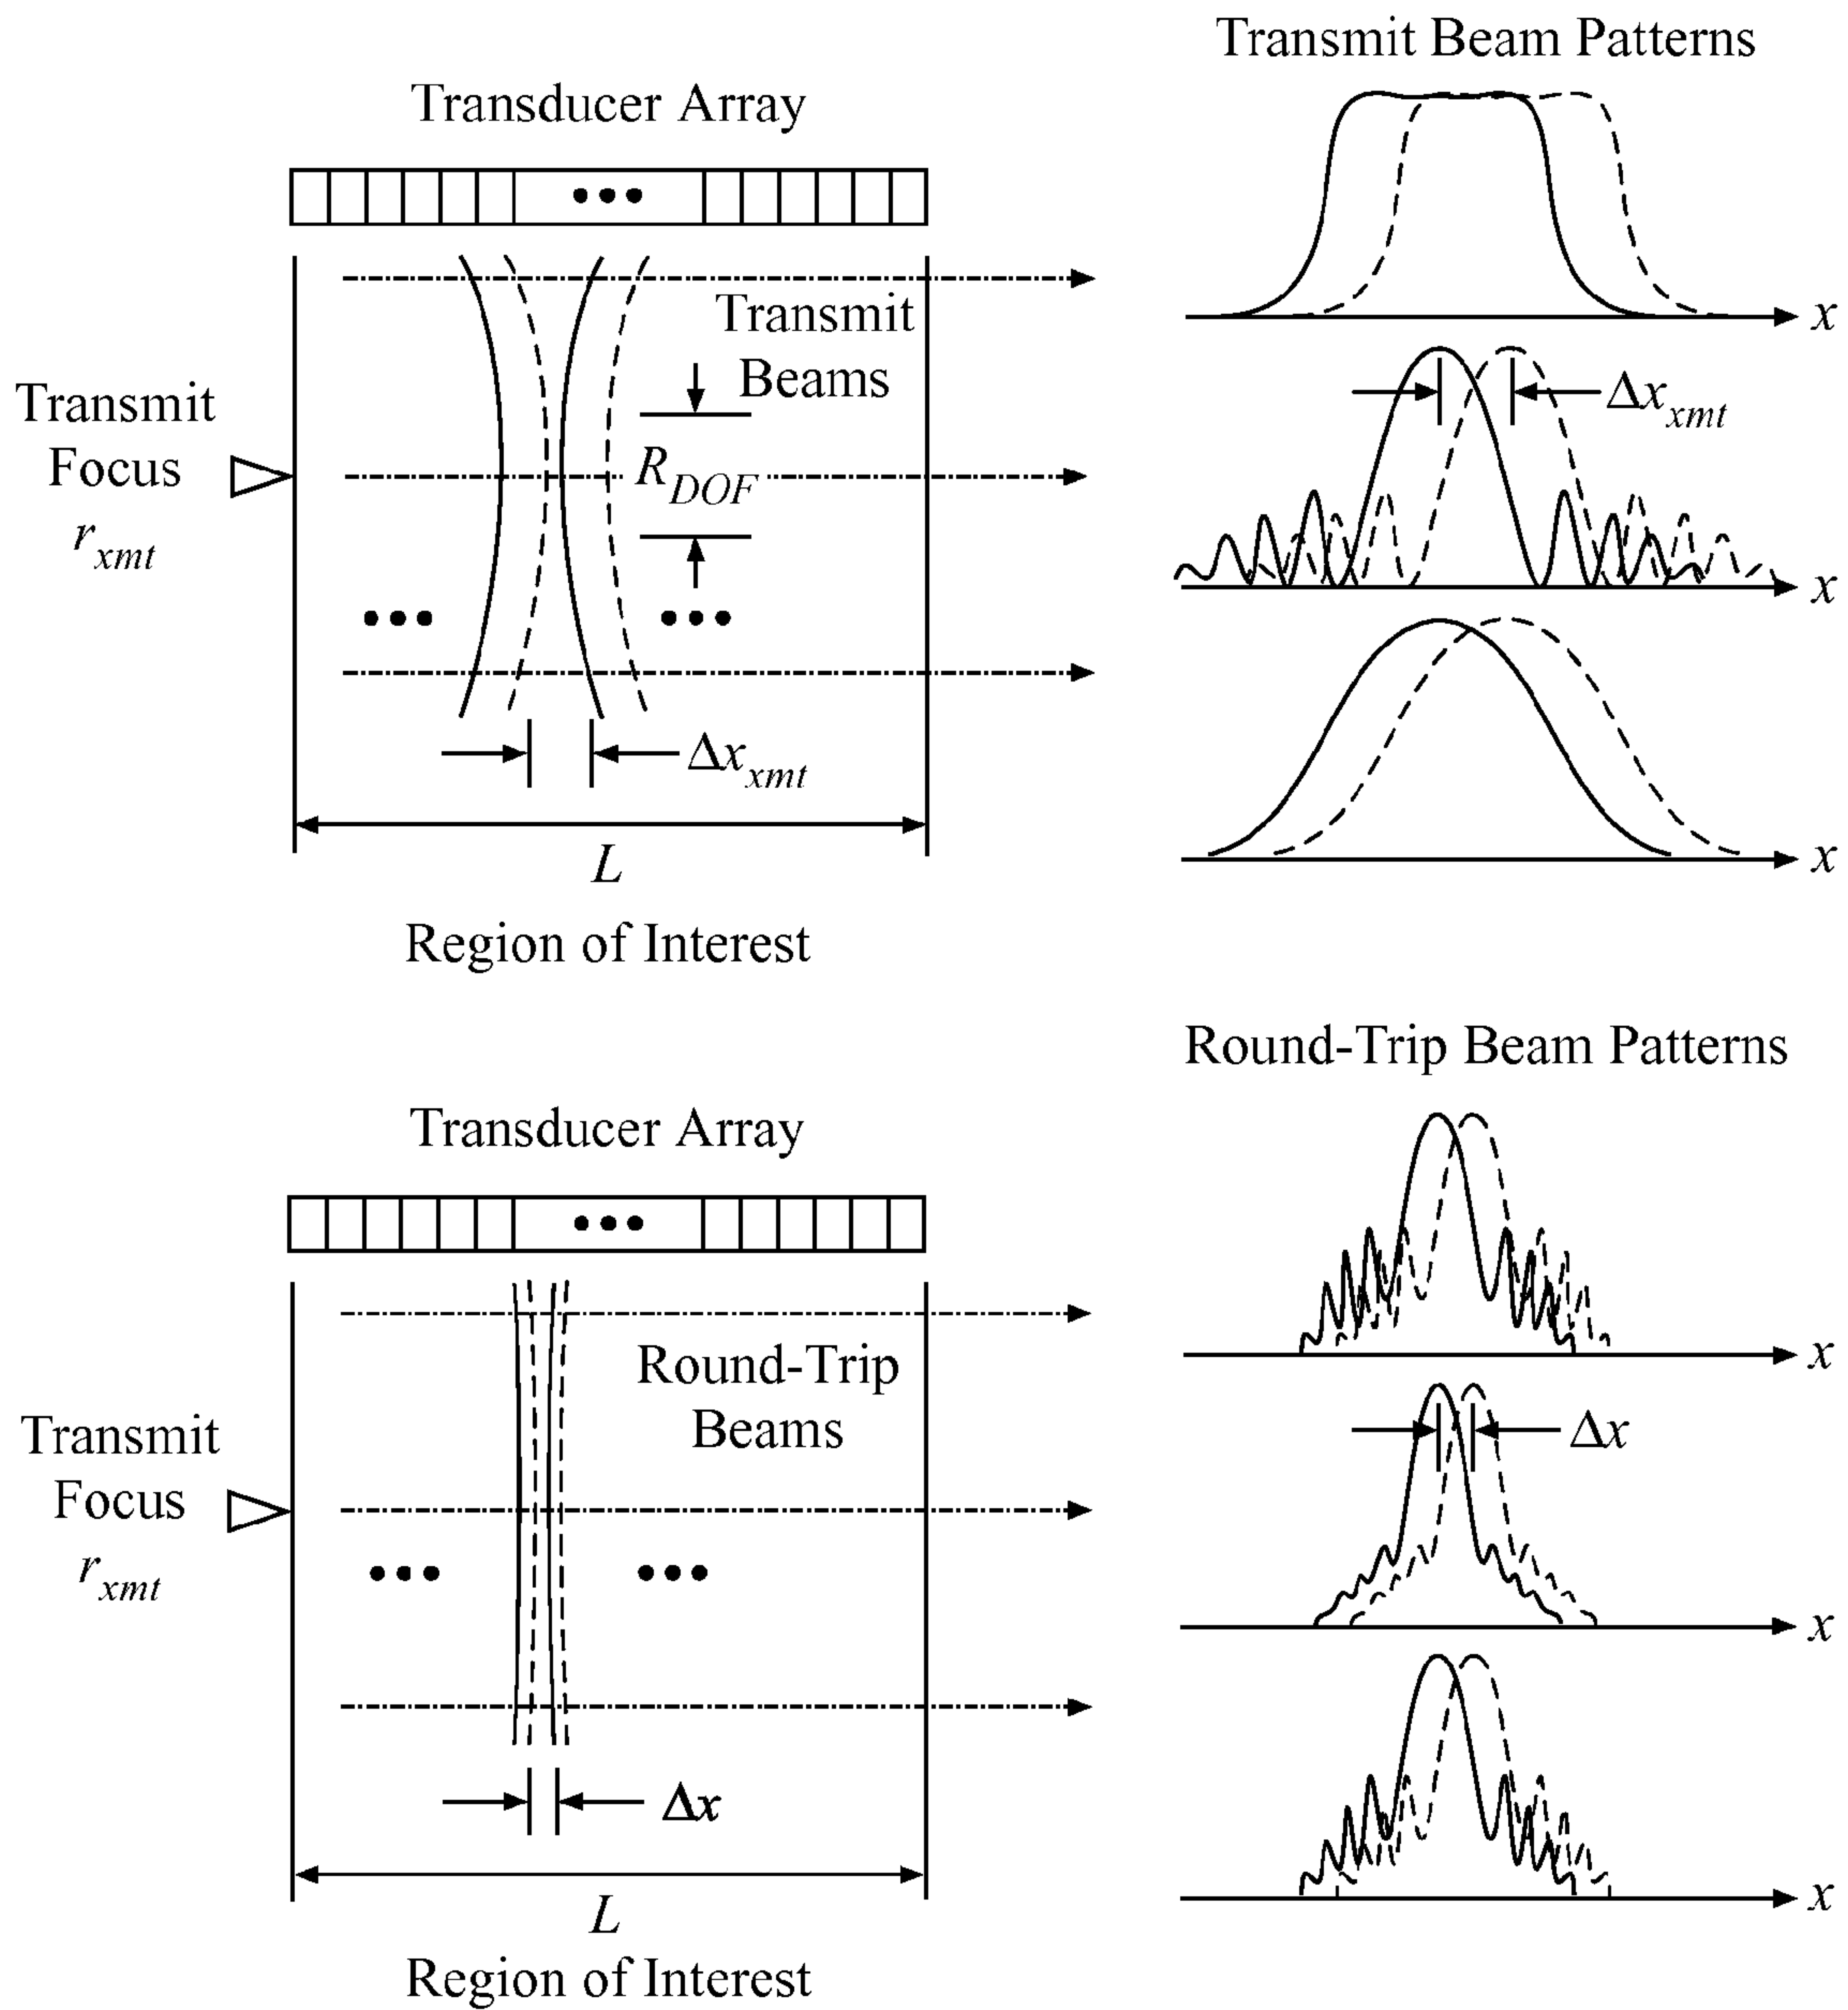 Transmit Beam Patterns
Transducer Array
•••
x
Transmit
Beams
Transmit
Focus
r_xmt
R_DOF
Δx_xmt
x
•••
•••
Δx_xmt
x
L
Region of Interest
Round-Trip Beam Patterns
Transducer Array
•••
x
Round-Trip
Beams
Transmit
Focus
r_xmt
Δx
x
•••
•••
Δx
x
L
Region of Interest